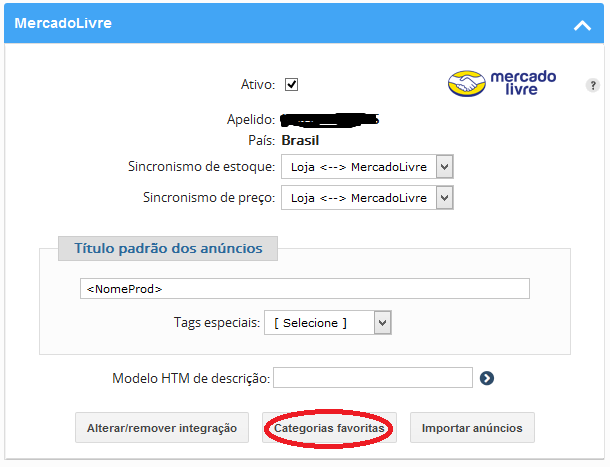 MercadoLivre
Ativo:
mercado
livre
?
Apelido: 5
País: Brasil
Sincronismo de estoque: Loja <--> MercadoLivre
Sincronismo de preço: Loja <--> MercadoLivre
Título padrão dos anúncios
<NomeProd>
Tags especiais: [ Selecione ]
Modelo HTM de descrição:
Alterar/remover integração Categorias favoritas Importar anúncios